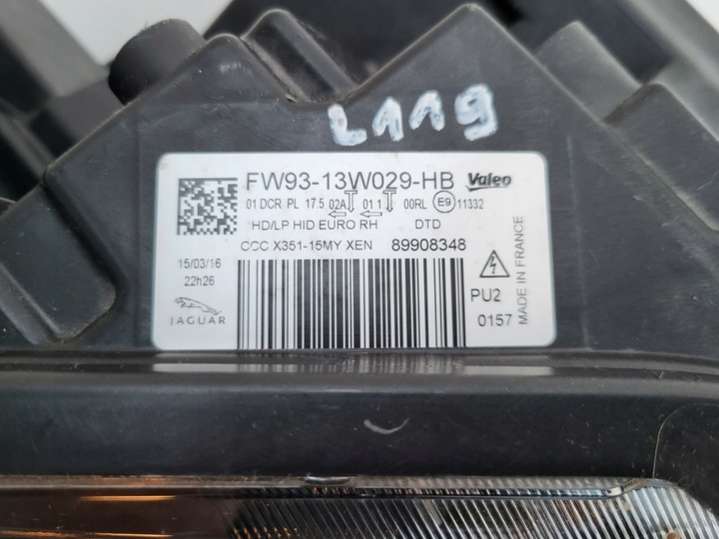 2119
FW93-13W029-HB Valeo
01 DCR PL 17.5 02A 01.1 00RL E9 11332
HD/LP HID EURO RH DTD
CCC X351-15MY XEN 89908348
15/03/16
22h26
JAGUAR
PU2
0157
MADE IN FRANCE